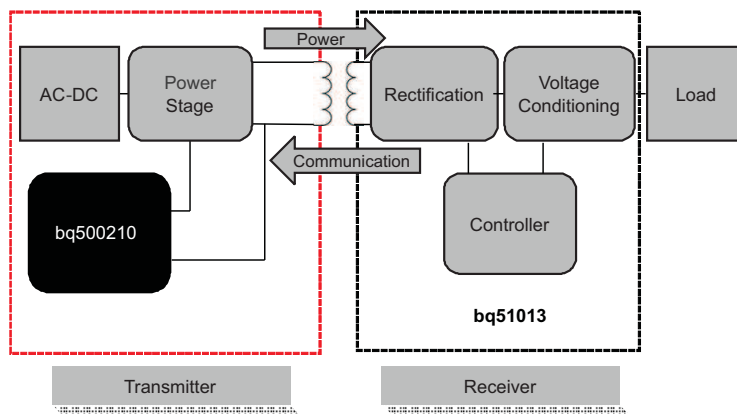 Power
AC-DC
Power
Stage
Rectification
Voltage
Conditioning
Load
Communication
bq500210
Controller
bq51013
Transmitter
Receiver